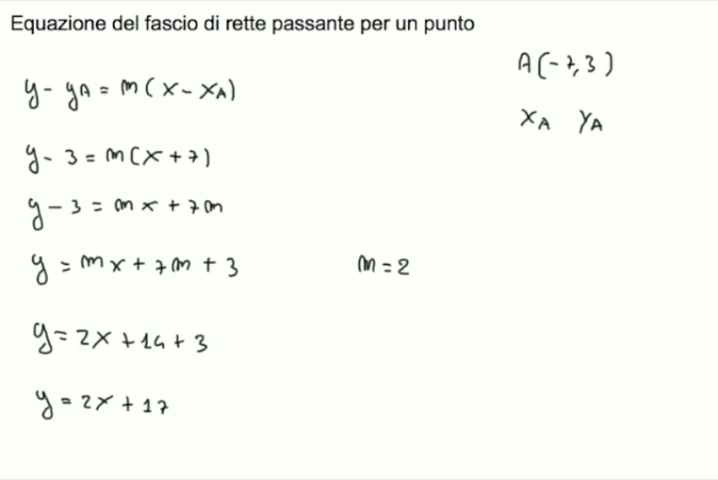 Equazione del fascio di rette passante per un punto
A(-7,3)
y - yA = m(x - xA)
xA yA
y - 3 = m(x + 7)
y - 3 = mx + 7m
y = mx + 7m + 3
m = 2
y = 2x + 14 + 3
y = 2x + 17